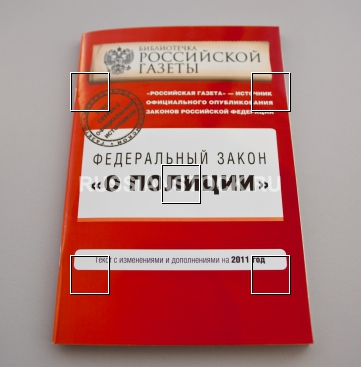 БИБЛИОТЕЧКА
РОССИЙСКОЙ
ГАЗЕТЫ
«РОССИЙСКАЯ ГАЗЕТА» — ИСТОЧНИК
ОФИЦИАЛЬНОГО ОПУБЛИКОВАНИЯ
ЗАКОНОВ РОССИЙСКОЙ ФЕДЕРАЦИИ
ФЕДЕРАЛЬНЫЙ ЗАКОН
«О ПОЛИЦИИ»
Текст с изменениями и дополнениями на 2011 год